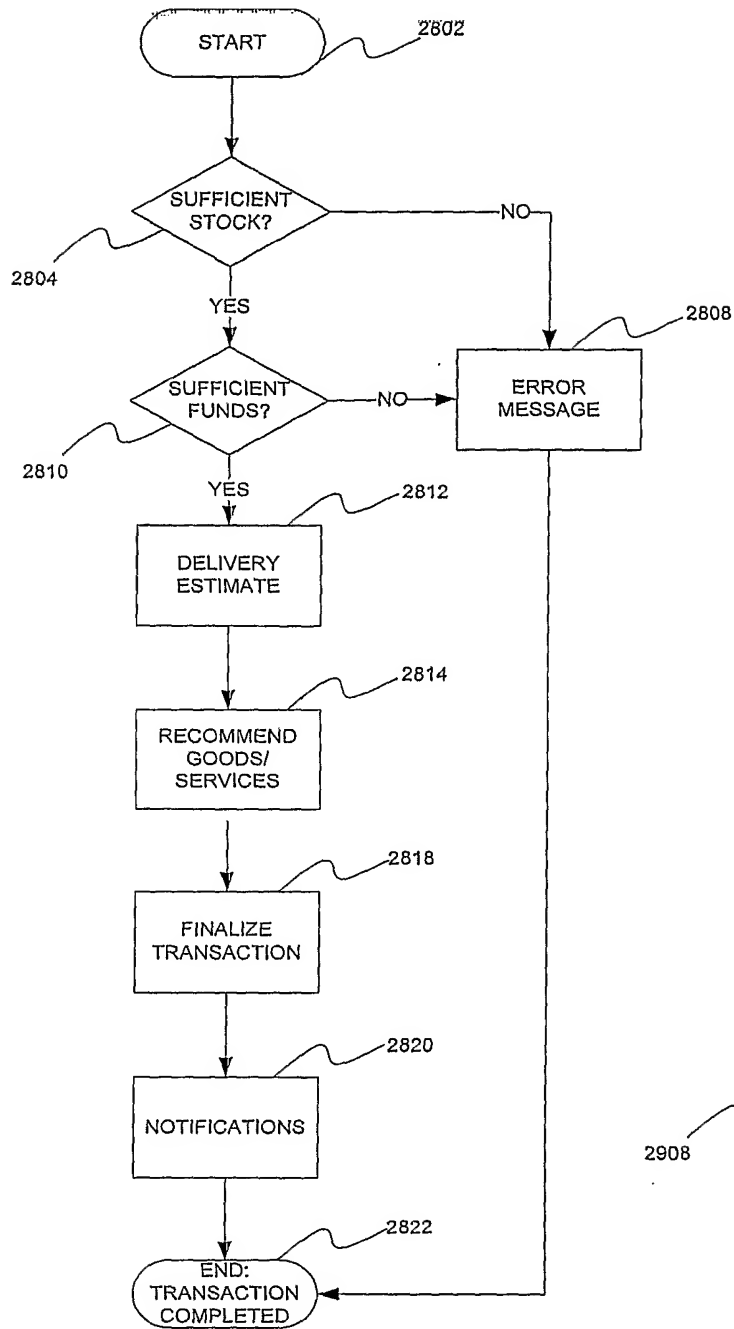 START
2802
SUFFICIENT
STOCK?
NO
2804
YES
2808
SUFFICIENT
FUNDS?
NO
ERROR
MESSAGE
2810
YES
2812
DELIVERY
ESTIMATE
2814
RECOMMEND
GOODS/
SERVICES
2818
FINALIZE
TRANSACTION
2820
NOTIFICATIONS
2908
2822
END:
TRANSACTION
COMPLETED